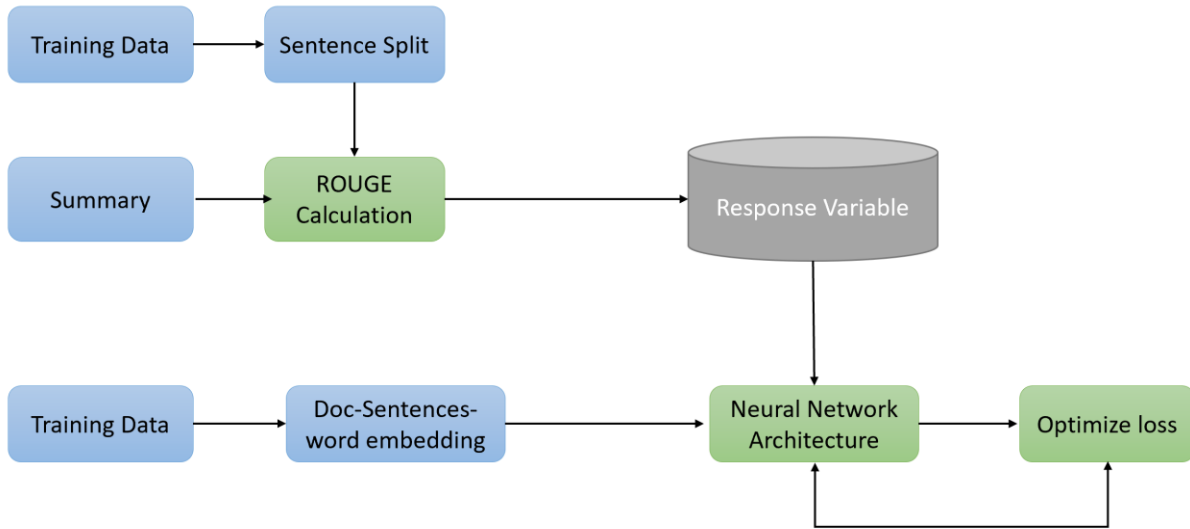 Training Data
Sentence Split
Summary
ROUGE
Calculation
Response Variable
Training Data
Doc-Sentences-
word embedding
Neural Network
Architecture
Optimize loss